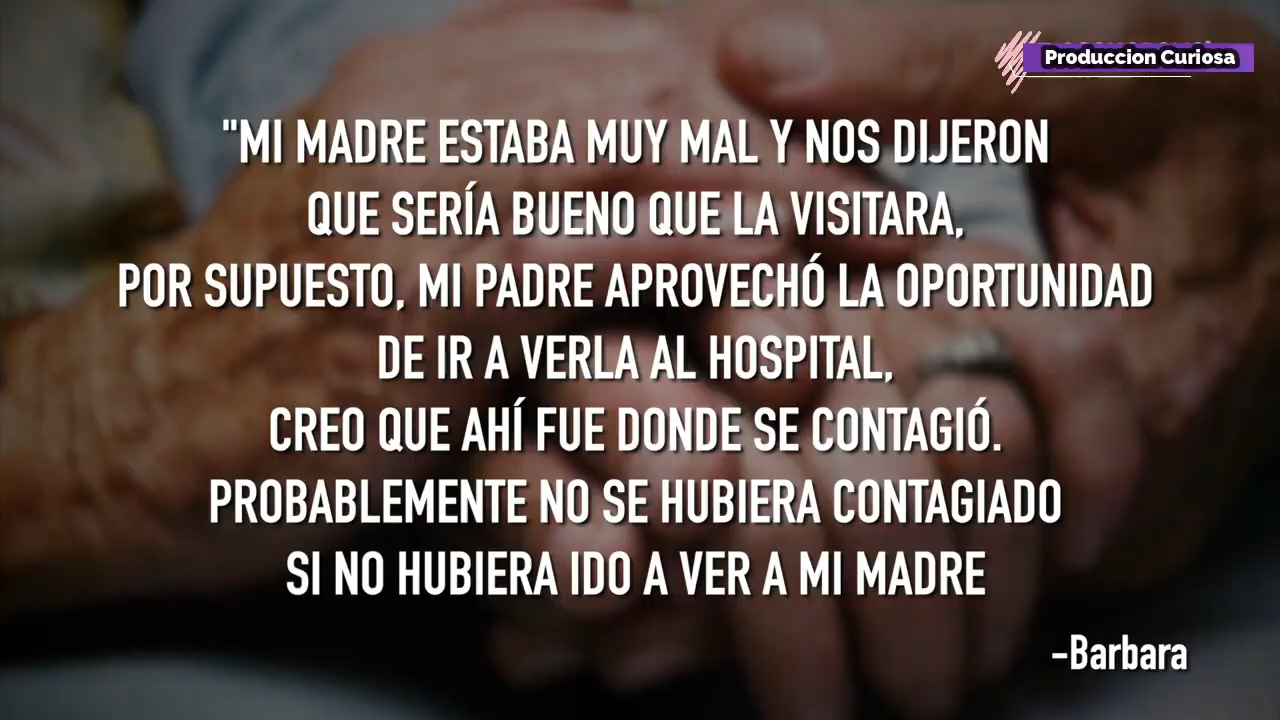 Produccion Curiosa
"MI MADRE ESTABA MUY MAL Y NOS DIJERON
QUE SERÍA BUENO QUE LA VISITARA,
POR SUPUESTO, MI PADRE APROVECHÓ LA OPORTUNIDAD
DE IR A VERLA AL HOSPITAL,
CREO QUE AHÍ FUE DONDE SE CONTAGIÓ.
PROBABLEMENTE NO SE HUBIERA CONTAGIADO
SI NO HUBIERA IDO A VER A MI MADRE
-Barbara